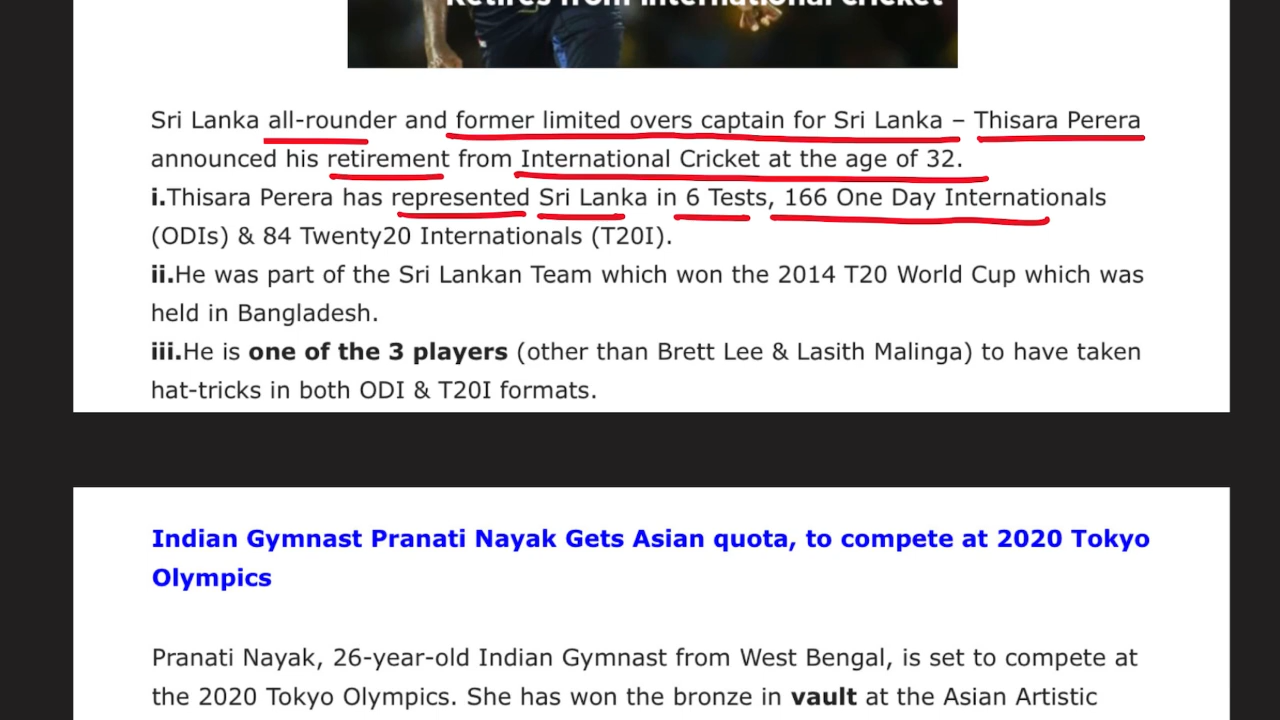 Retires from International Cricket
Sri Lanka all-rounder and former limited overs captain for Sri Lanka – Thisara Perera
announced his retirement from International Cricket at the age of 32.
i.Thisara Perera has represented Sri Lanka in 6 Tests, 166 One Day Internationals
(ODIs) & 84 Twenty20 Internationals (T20I).
ii.He was part of the Sri Lankan Team which won the 2014 T20 World Cup which was
held in Bangladesh.
iii.He is one of the 3 players (other than Brett Lee & Lasith Malinga) to have taken
hat-tricks in both ODI & T20I formats.
Indian Gymnast Pranati Nayak Gets Asian quota, to compete at 2020 Tokyo
Olympics
Pranati Nayak, 26-year-old Indian Gymnast from West Bengal, is set to compete at
the 2020 Tokyo Olympics. She has won the bronze in vault at the Asian Artistic